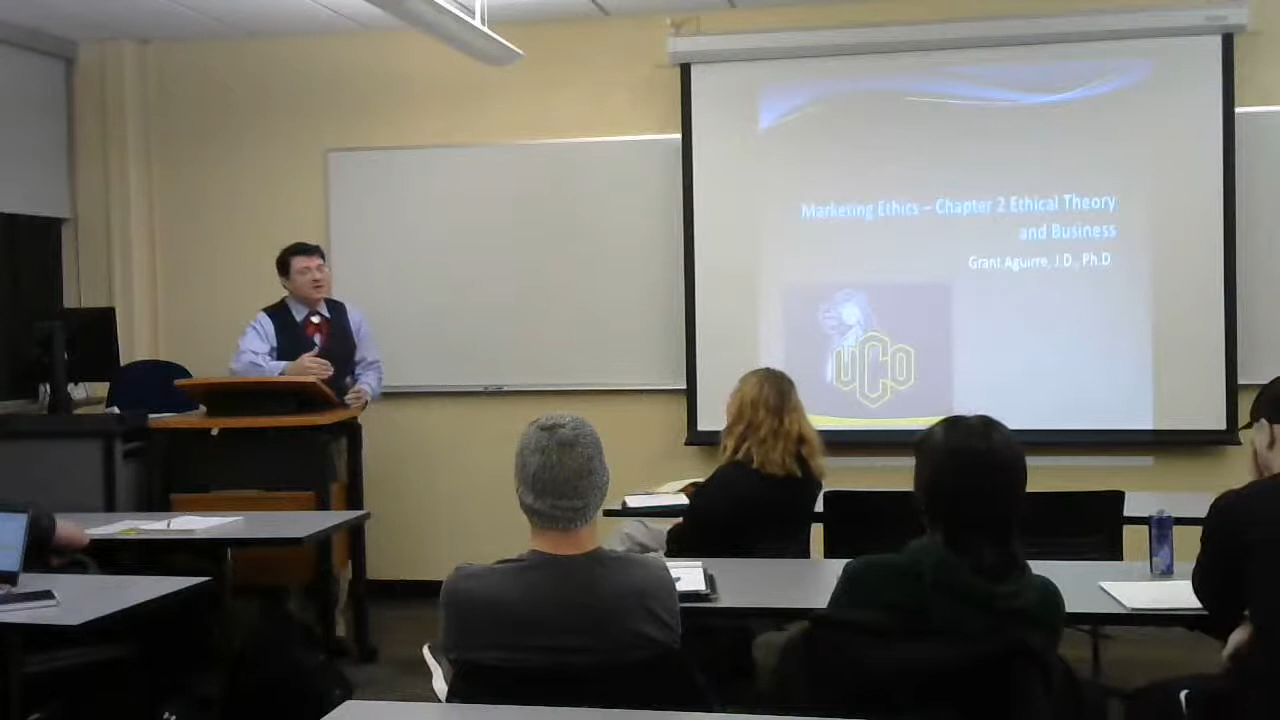 Marketing Ethics – Chapter 2 Ethical Theory
and Business
Grant Aguirre, J.D., Ph.D
UCO